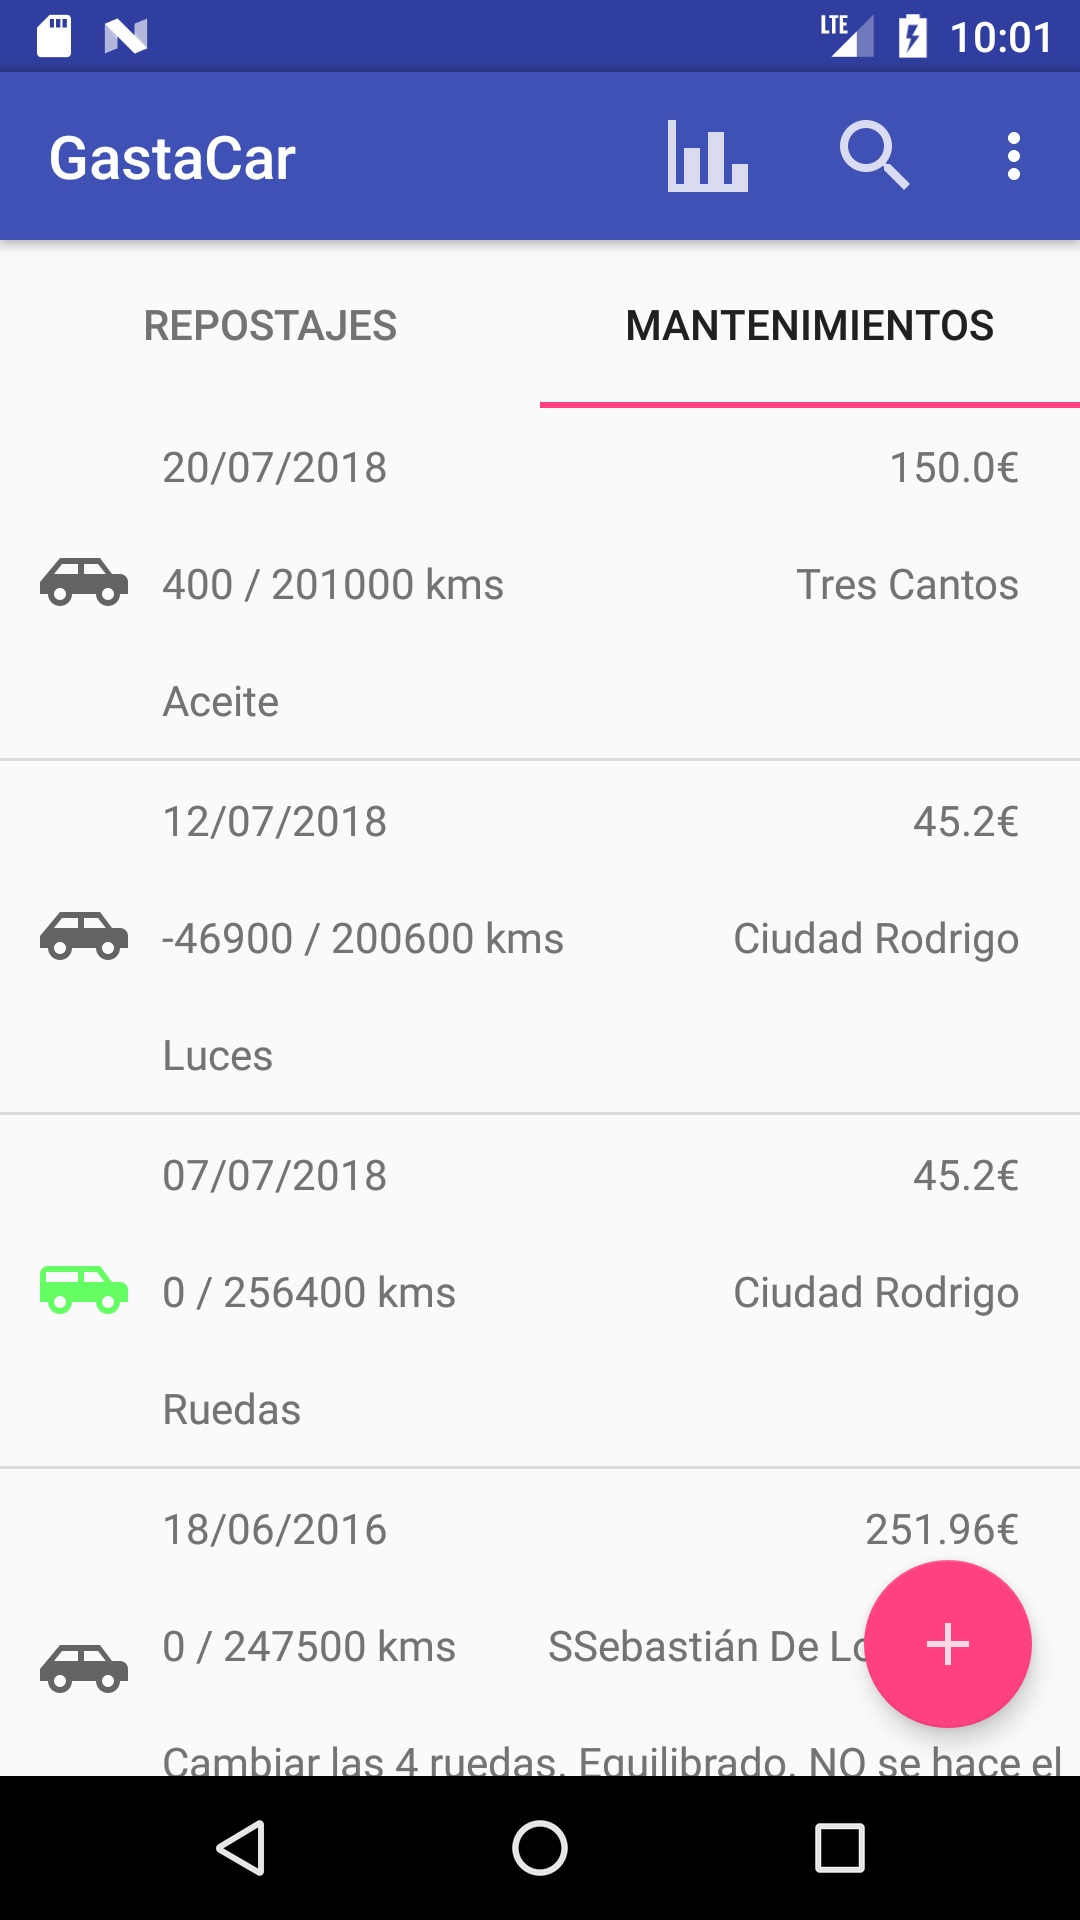 LTE 10:01
GastaCar
REPOSTAJES MANTENIMIENTOS
20/07/2018 150.0€
400 / 201000 kms Tres Cantos
Aceite
12/07/2018 45.2€
-46900 / 200600 kms Ciudad Rodrigo
Luces
07/07/2018 45.2€
0 / 256400 kms Ciudad Rodrigo
Ruedas
18/06/2016 251.96€
0 / 247500 kms SSebastián De
Cambiar las 4 ruedas. Equilibrado. NO se hace el